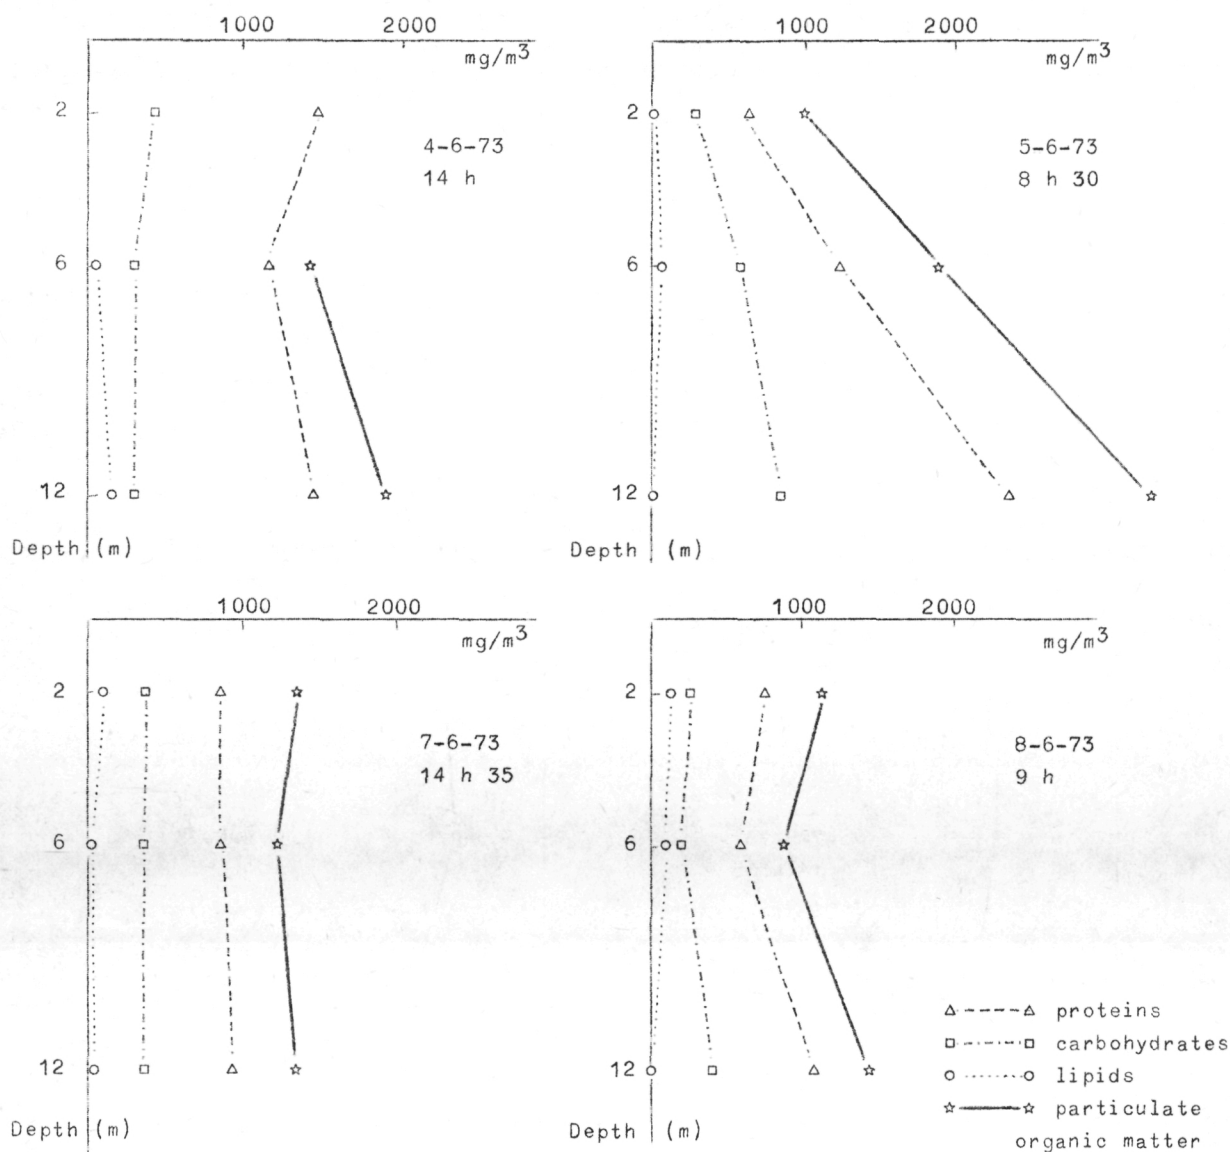 1000 2000
mg/m³
2
4-6-73
14 h
6
12
Depth (m)
1000 2000
mg/m³
2
5-6-73
8 h 30
6
12
Depth (m)
1000 2000
mg/m³
2
7-6-73
14 h 35
6
12
Depth (m)
1000 2000
mg/m³
2
8-6-73
9 h
6
12
Depth (m)
proteins
carbohydrates
lipids
particulate
organic matter